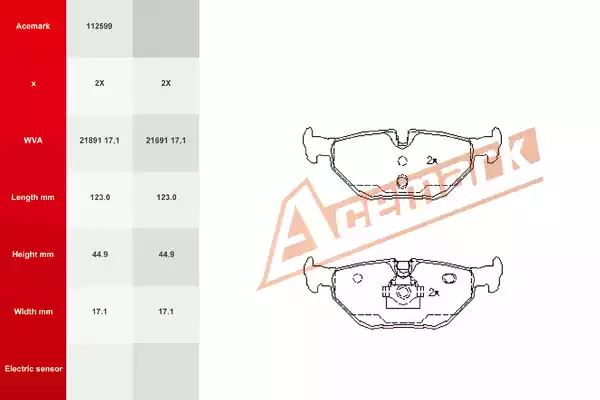 Acemark 112599
x 2X 2X
WVA 21891 17,1 21691 17,1
Length mm 123.0 123.0
Height mm 44.9 44.9
Width mm 17.1 17.1
Electric sensor
2x
2x
Acemark